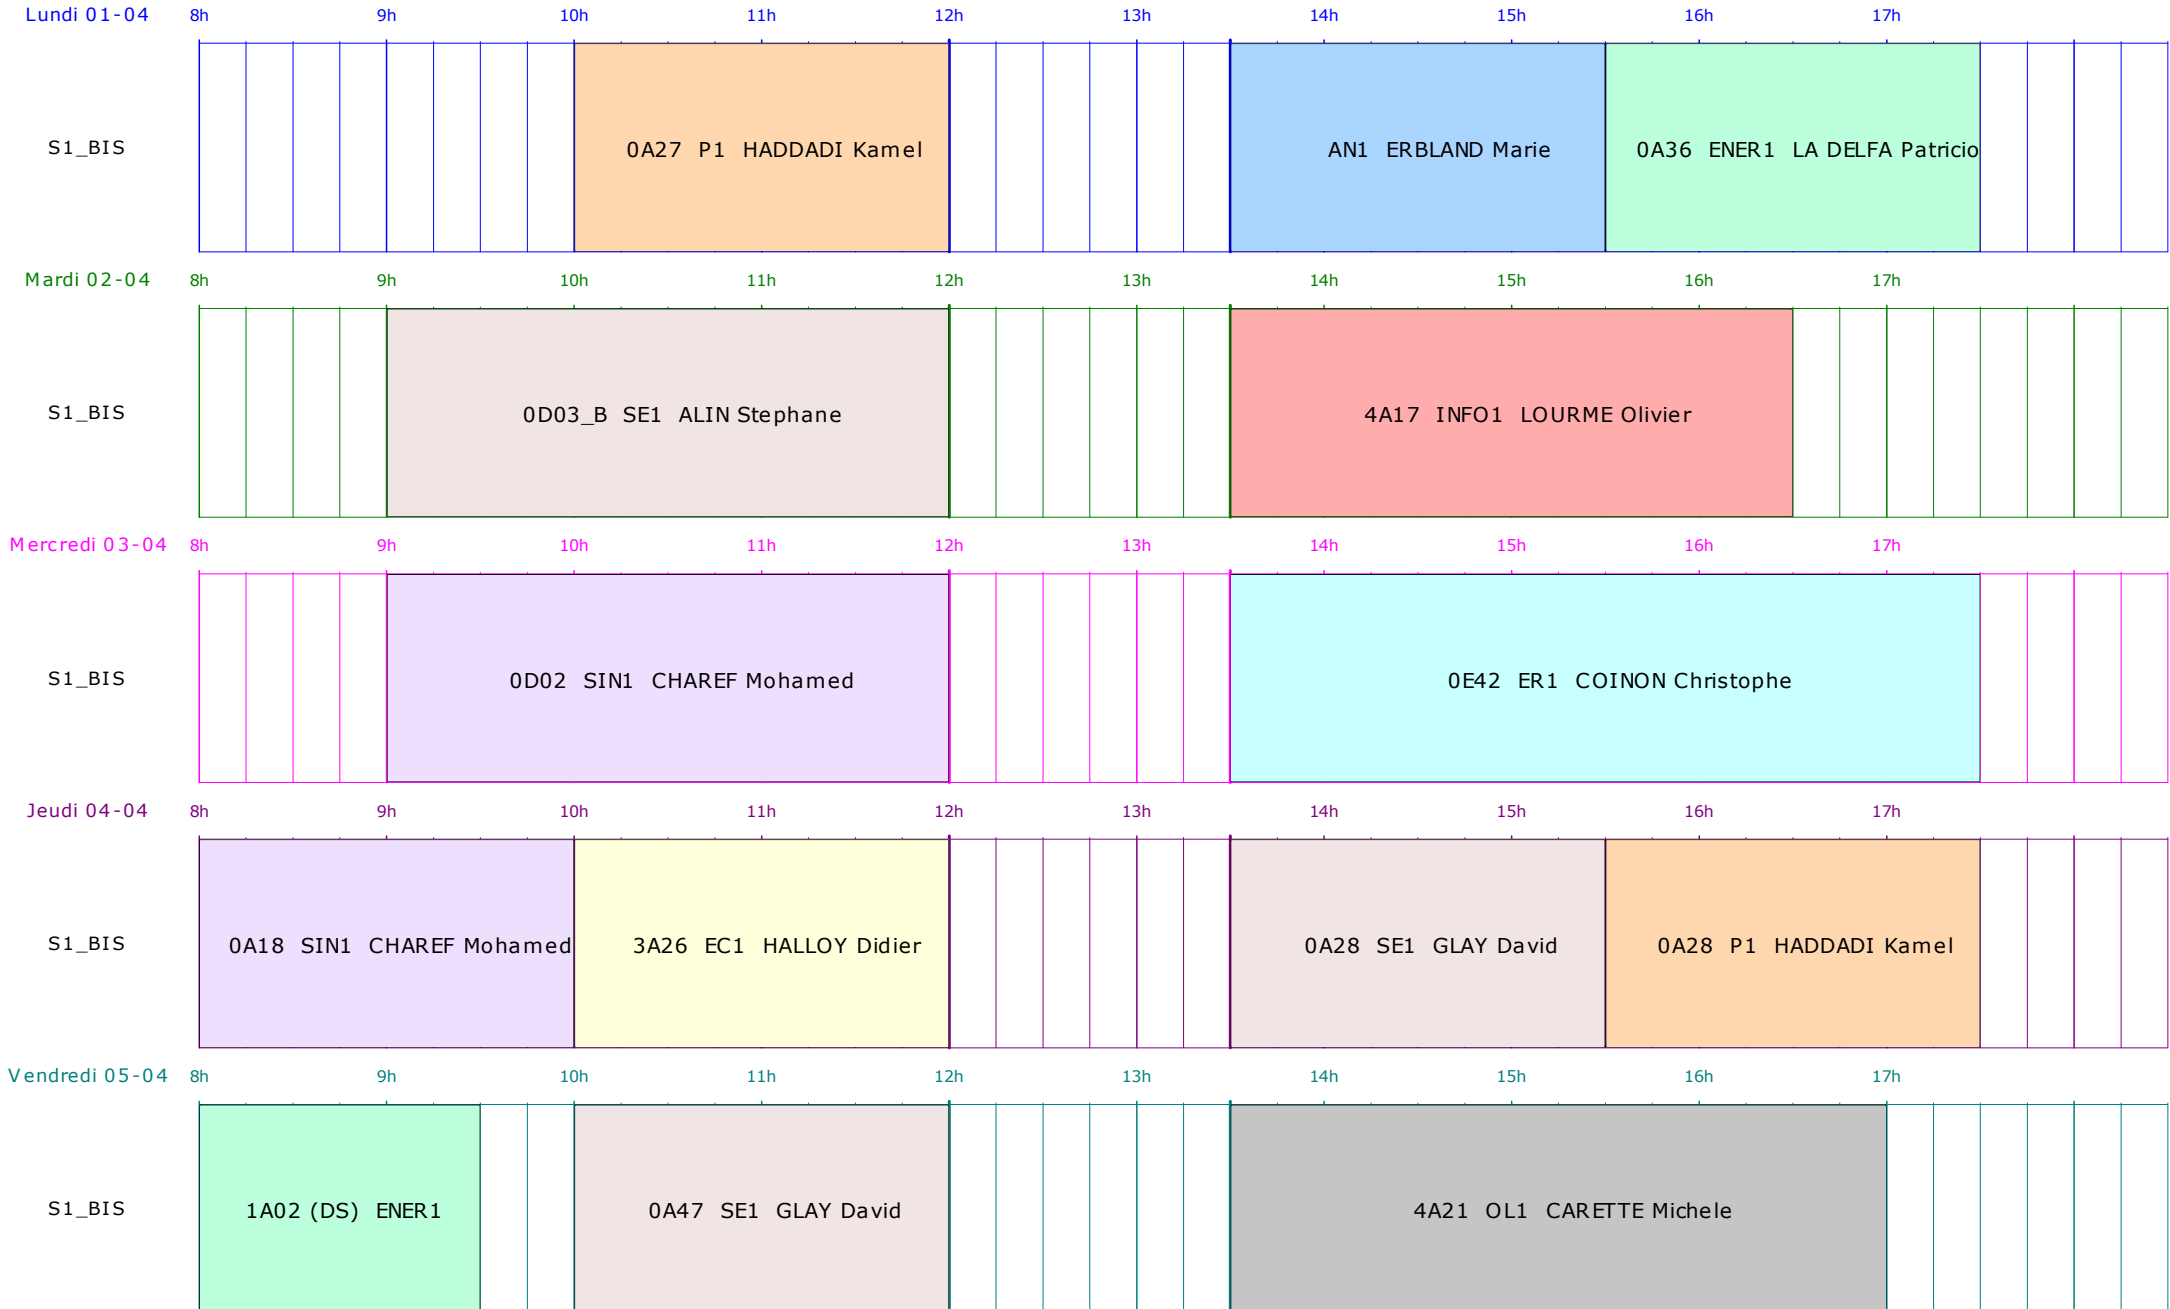 Lundi 01-04 8h 9h 10h 11h 12h 13h 14h 15h 16h 17h
S1_BIS 0A27 P1 HADDADI Kamel AN1 ERBLAND Marie 0A36 ENER1 LA DELFA Patricio
Mardi 02-04 8h 9h 10h 11h 12h 13h 14h 15h 16h 17h
S1_BIS 0D03_B SE1 ALIN Stephane 4A17 INFO1 LOURME Olivier
Mercredi 03-04 8h 9h 10h 11h 12h 13h 14h 15h 16h 17h
S1_BIS 0D02 SIN1 CHAREF Mohamed 0E42 ER1 COINON Christophe
Jeudi 04-04 8h 9h 10h 11h 12h 13h 14h 15h 16h 17h
S1_BIS 0A18 SIN1 CHAREF Mohamed 3A26 EC1 HALLOY Didier 0A28 SE1 GLAY David 0A28 P1 HADDADI Kamel
Vendredi 05-04 8h 9h 10h 11h 12h 13h 14h 15h 16h 17h
S1_BIS 1A02 (DS) ENER1 0A47 SE1 GLAY David 4A21 OL1 CARETTE Michele